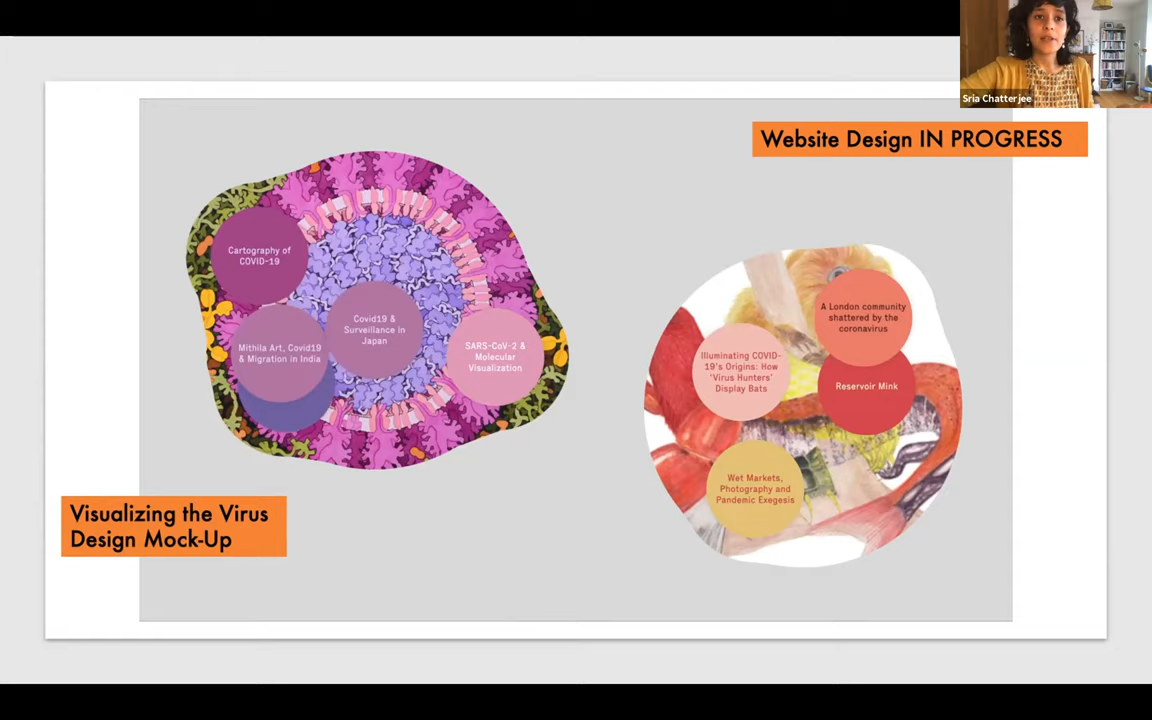 Sria Chatterjee
Website Design IN PROGRESS
Cartography of
COVID-19
Covid19 &
Surveillance in
Japan
Mithila Art, Covid19
& Migration in India
SARS-CoV-2 &
Molecular
Visualization
A London community
shattered by the
coronavirus
Illuminating COVID-
19's Origins: How
'Virus Hunters'
Display Bats
Reservoir Mink
Wet Markets,
Photography and
Pandemic Exegesis
Visualizing the Virus
Design Mock-Up